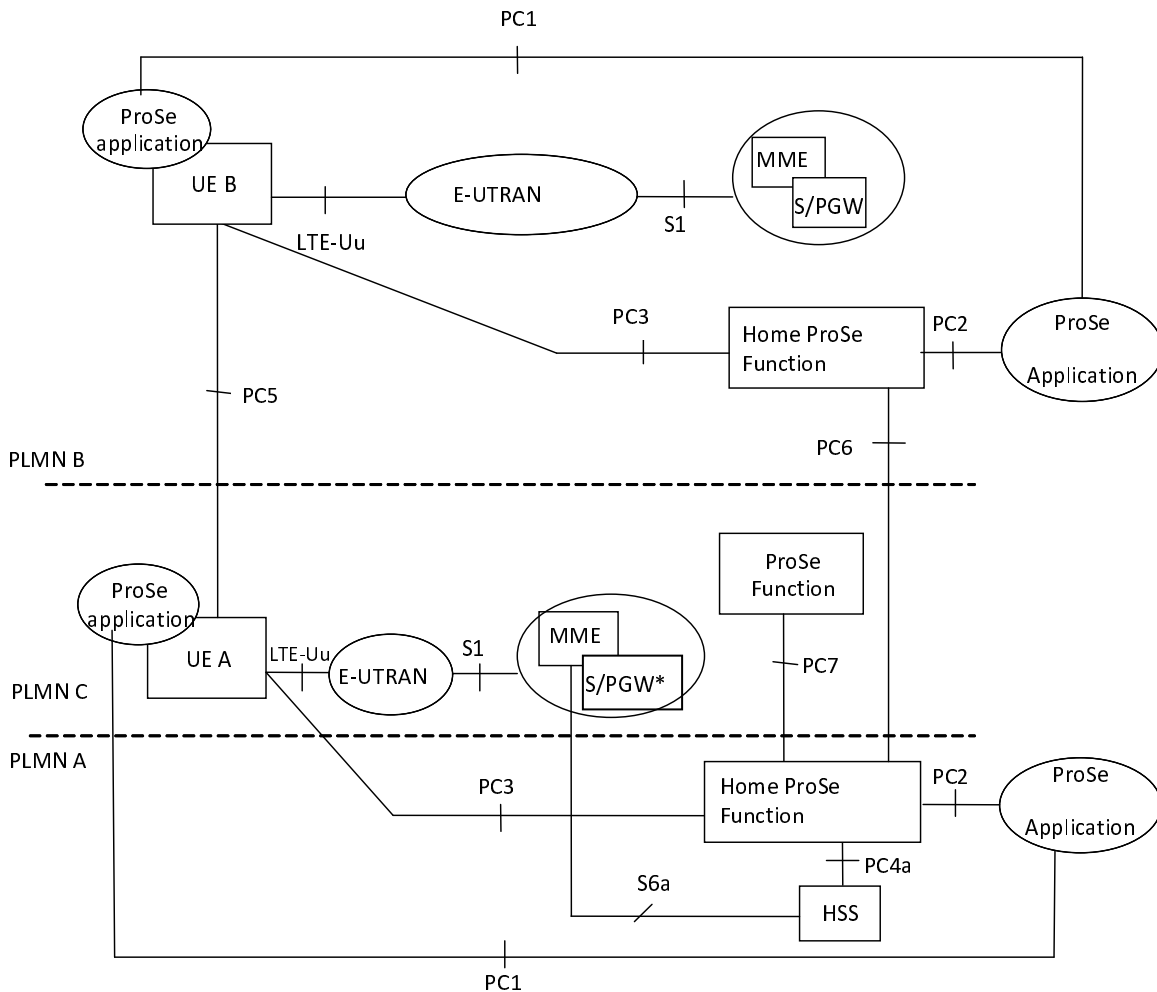 PC1
ProSe
application
UE B
E-UTRAN
MME
S/PGW
S1
LTE-Uu
PC3
Home ProSe
Function
PC2
ProSe
Application
PC5
PC6
PLMN B
ProSe
Function
ProSe
application
UE A
LTE-Uu
E-UTRAN
S1
MME
S/PGW*
PC7
PLMN C
PLMN A
PC3
Home ProSe
Function
PC2
ProSe
Application
PC4a
S6a
HSS
PC1